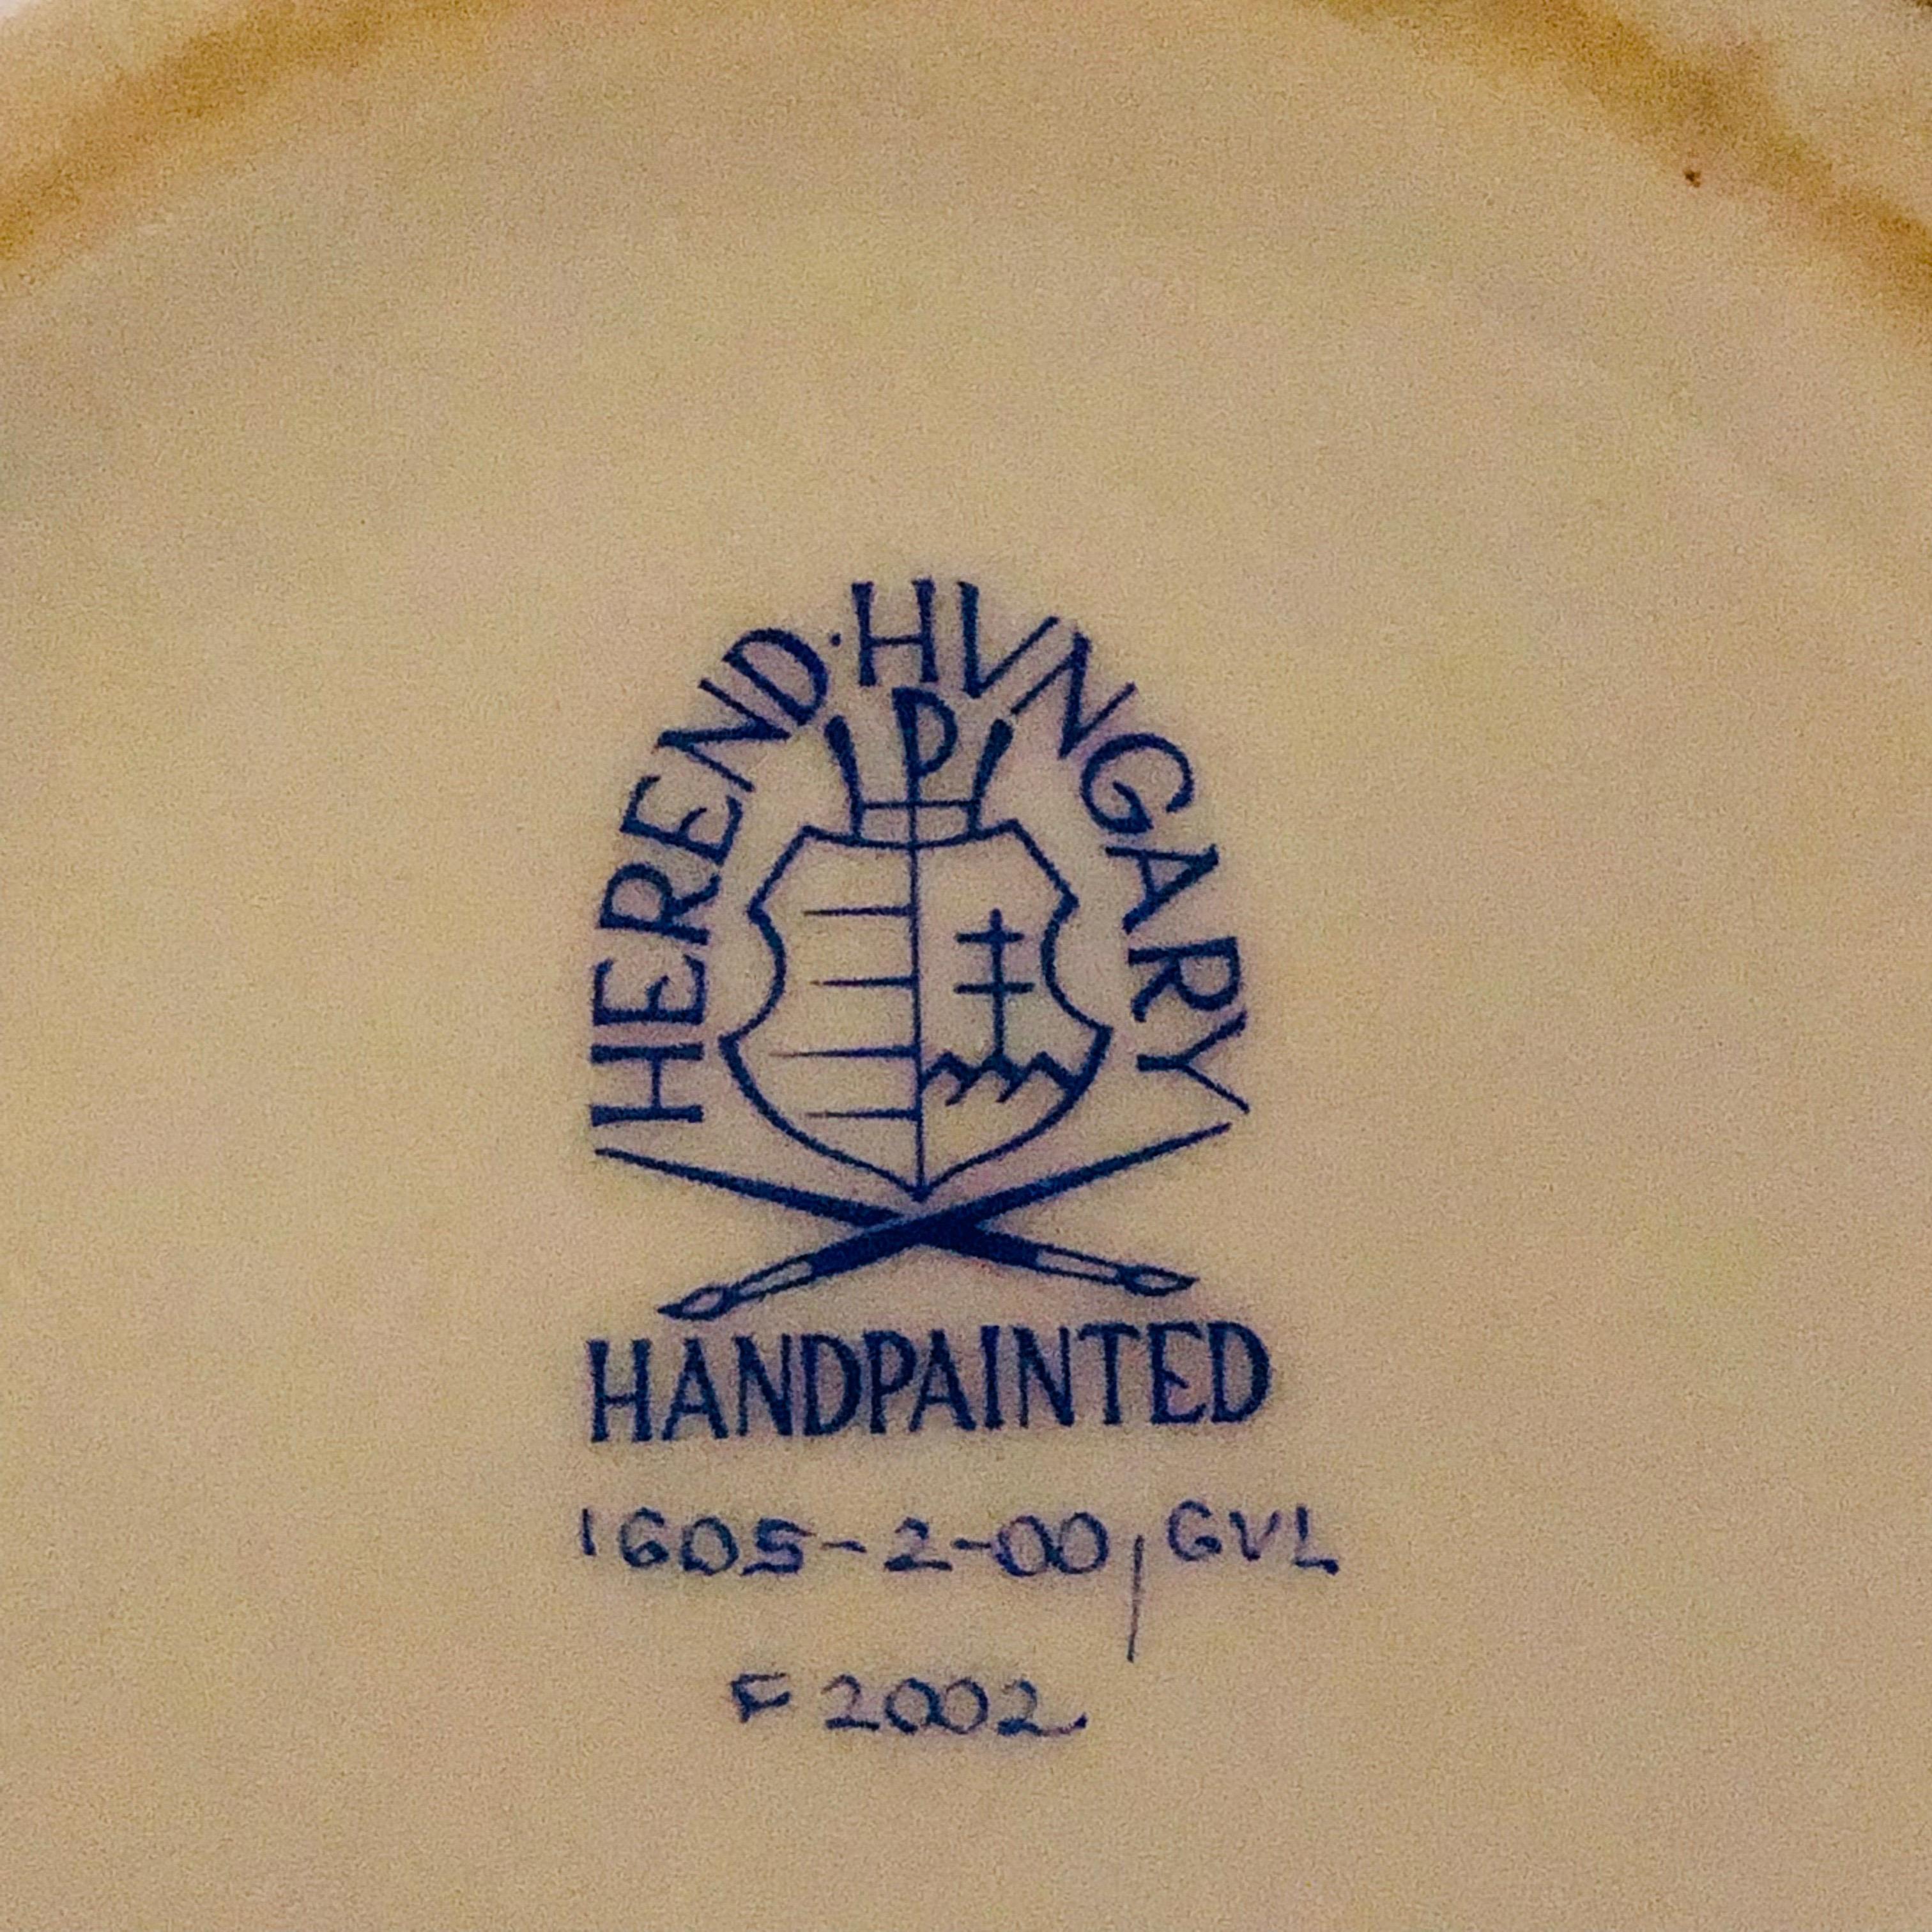 HEREND·HVNGARY
HANDPAINTED
1605-2-00, GVL
F 2002